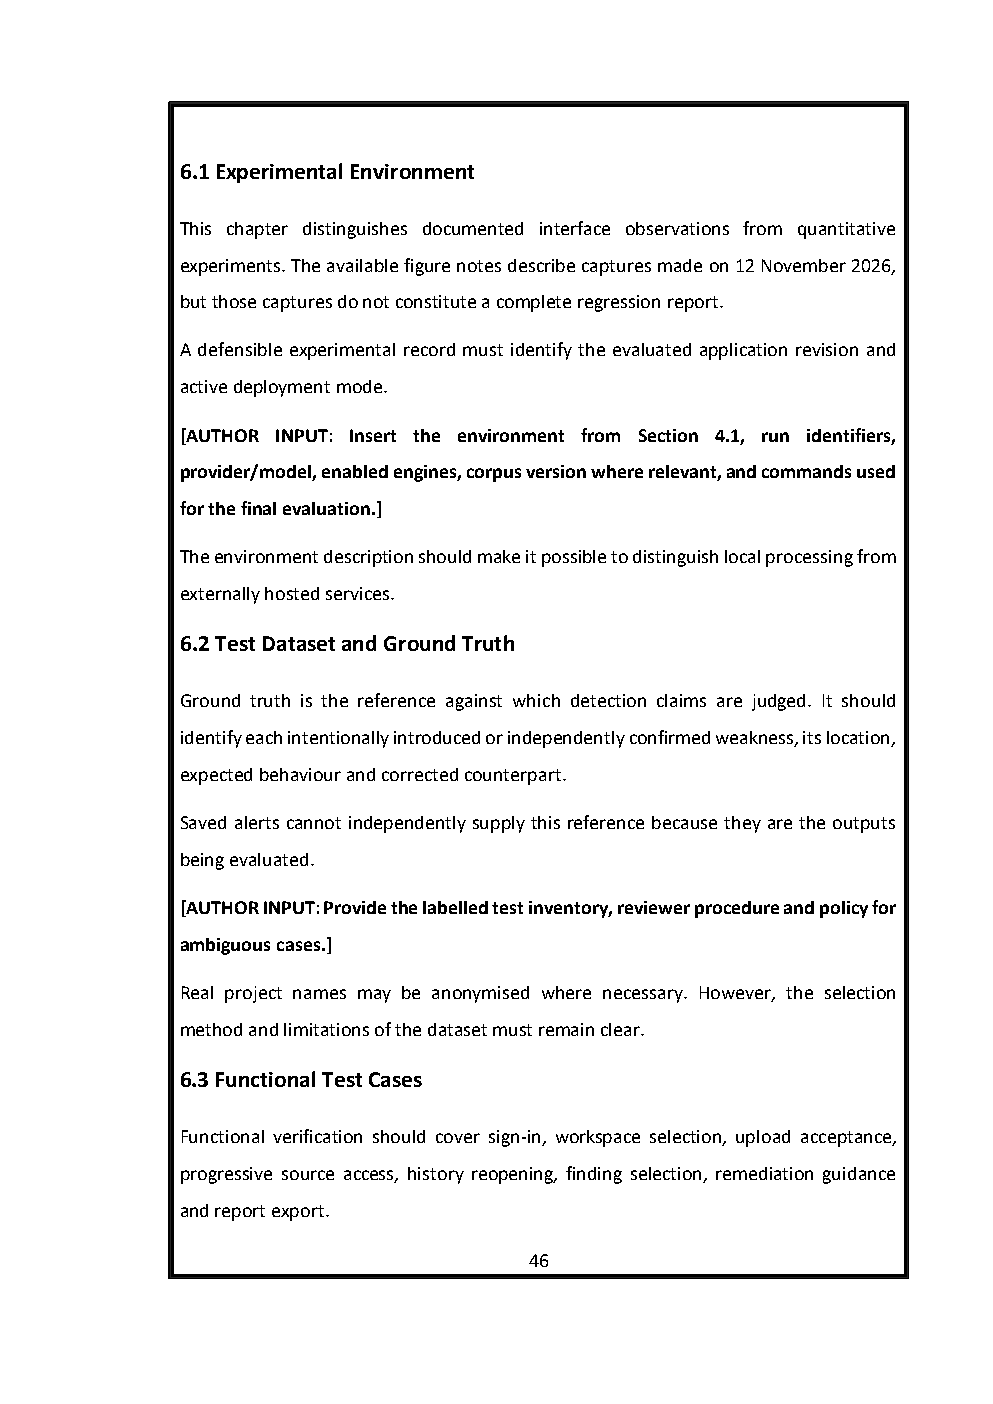 6.1 Experimental Environment
This chapter distinguishes documented interface observations from quantitative
experiments. The available figure notes describe captures made on 12 November 2026,
but those captures do not constitute a complete regression report.
A defensible experimental record must identify the evaluated application revision and
active deployment mode.
[AUTHOR INPUT: Insert the environment from Section 4.1, run identifiers,
provider/model, enabled engines, corpus version where relevant, and commands used
for the final evaluation.]
The environment description should make it possible to distinguish local processing from
externally hosted services.
6.2 Test Dataset and Ground Truth
Ground truth is the reference against which detection claims are judged. It should
identify each intentionally introduced or independently confirmed weakness, its location,
expected behaviour and corrected counterpart.
Saved alerts cannot independently supply this reference because they are the outputs
being evaluated.
[AUTHOR INPUT: Provide the labelled test inventory, reviewer procedure and policy for
ambiguous cases.]
Real project names may be anonymised where necessary. However, the selection
method and limitations of the dataset must remain clear.
6.3 Functional Test Cases
Functional verification should cover sign-in, workspace selection, upload acceptance,
progressive source access, history reopening, finding selection, remediation guidance
and report export.
46